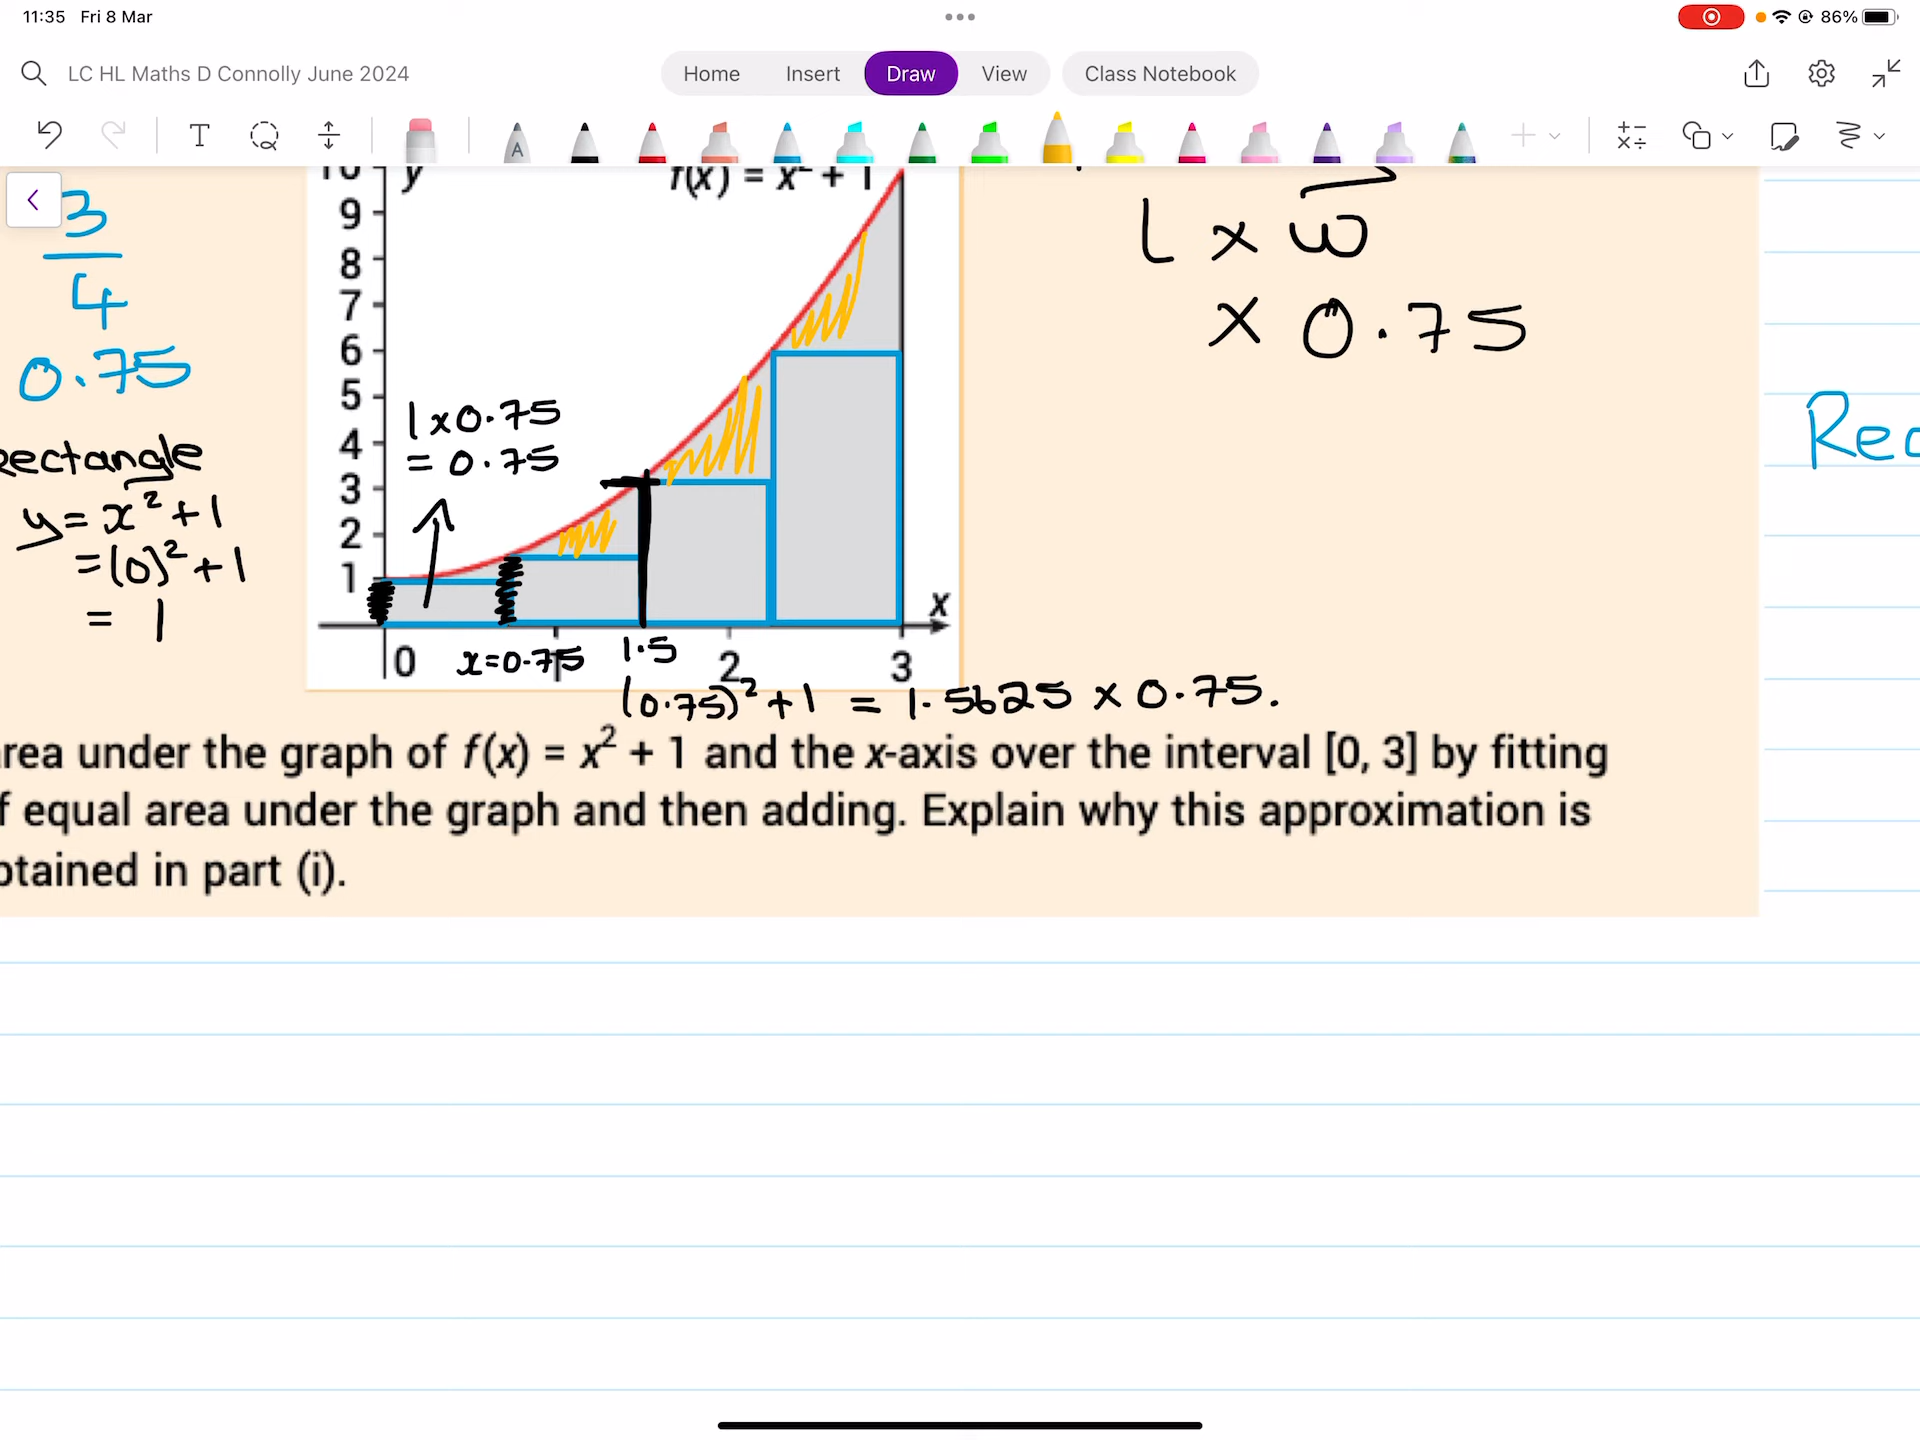 11:35 Fri 8 Mar
86%
LC HL Maths D Connolly June 2024
Home Insert Draw View Class Notebook
T
A
10 y f(x) = x² + 1
9
8
7
6
5
4
3
2
1
0 2 3 x
3
4
0.75
Rectangle
y = x² + 1
= (0)² + 1
= 1
1 x 0.75
= 0.75
x=0.75 1.5
(0.75)² + 1 = 1.5625 x 0.75.
L x w
x 0.75
Rec
rea under the graph of f(x) = x² + 1 and the x-axis over the interval [0, 3] by fitting
f equal area under the graph and then adding. Explain why this approximation is
btained in part (i).